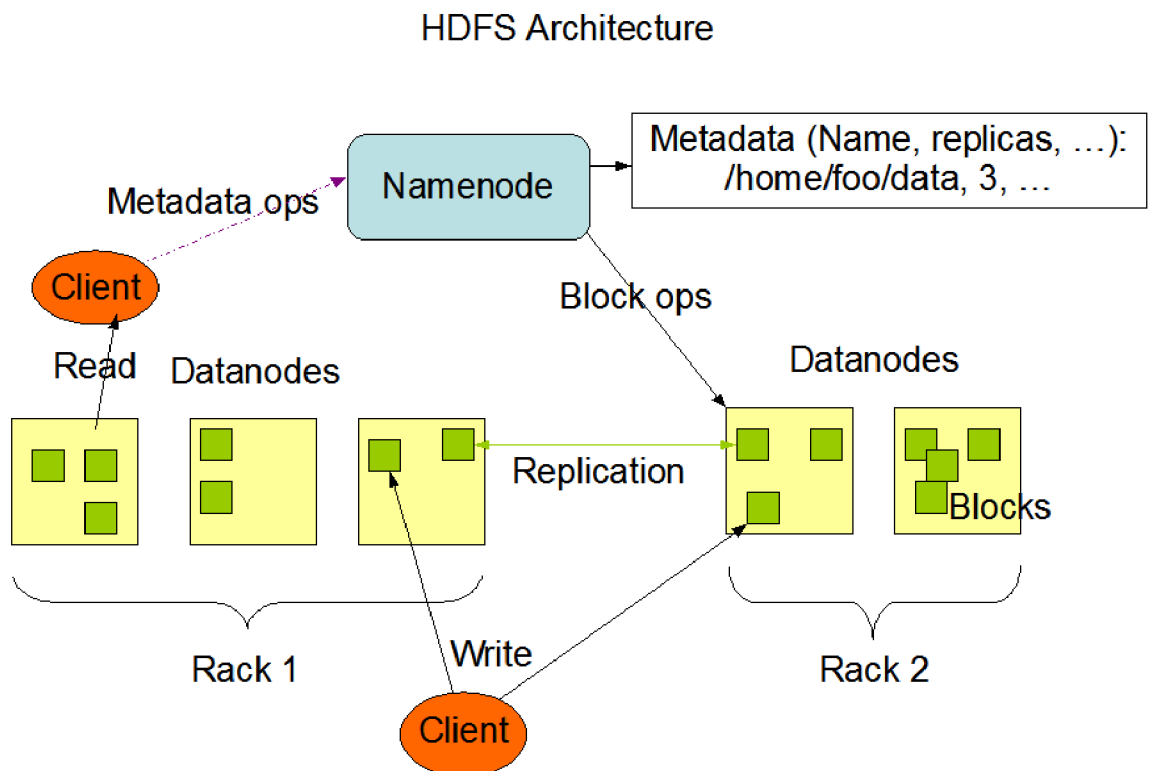 HDFS Architecture
Metadata (Name, replicas, …):
/home/foo/data, 3, …
Namenode
Metadata ops
Client
Block ops
Read
Datanodes
Datanodes
Replication
Blocks
Rack 1
Write
Rack 2
Client